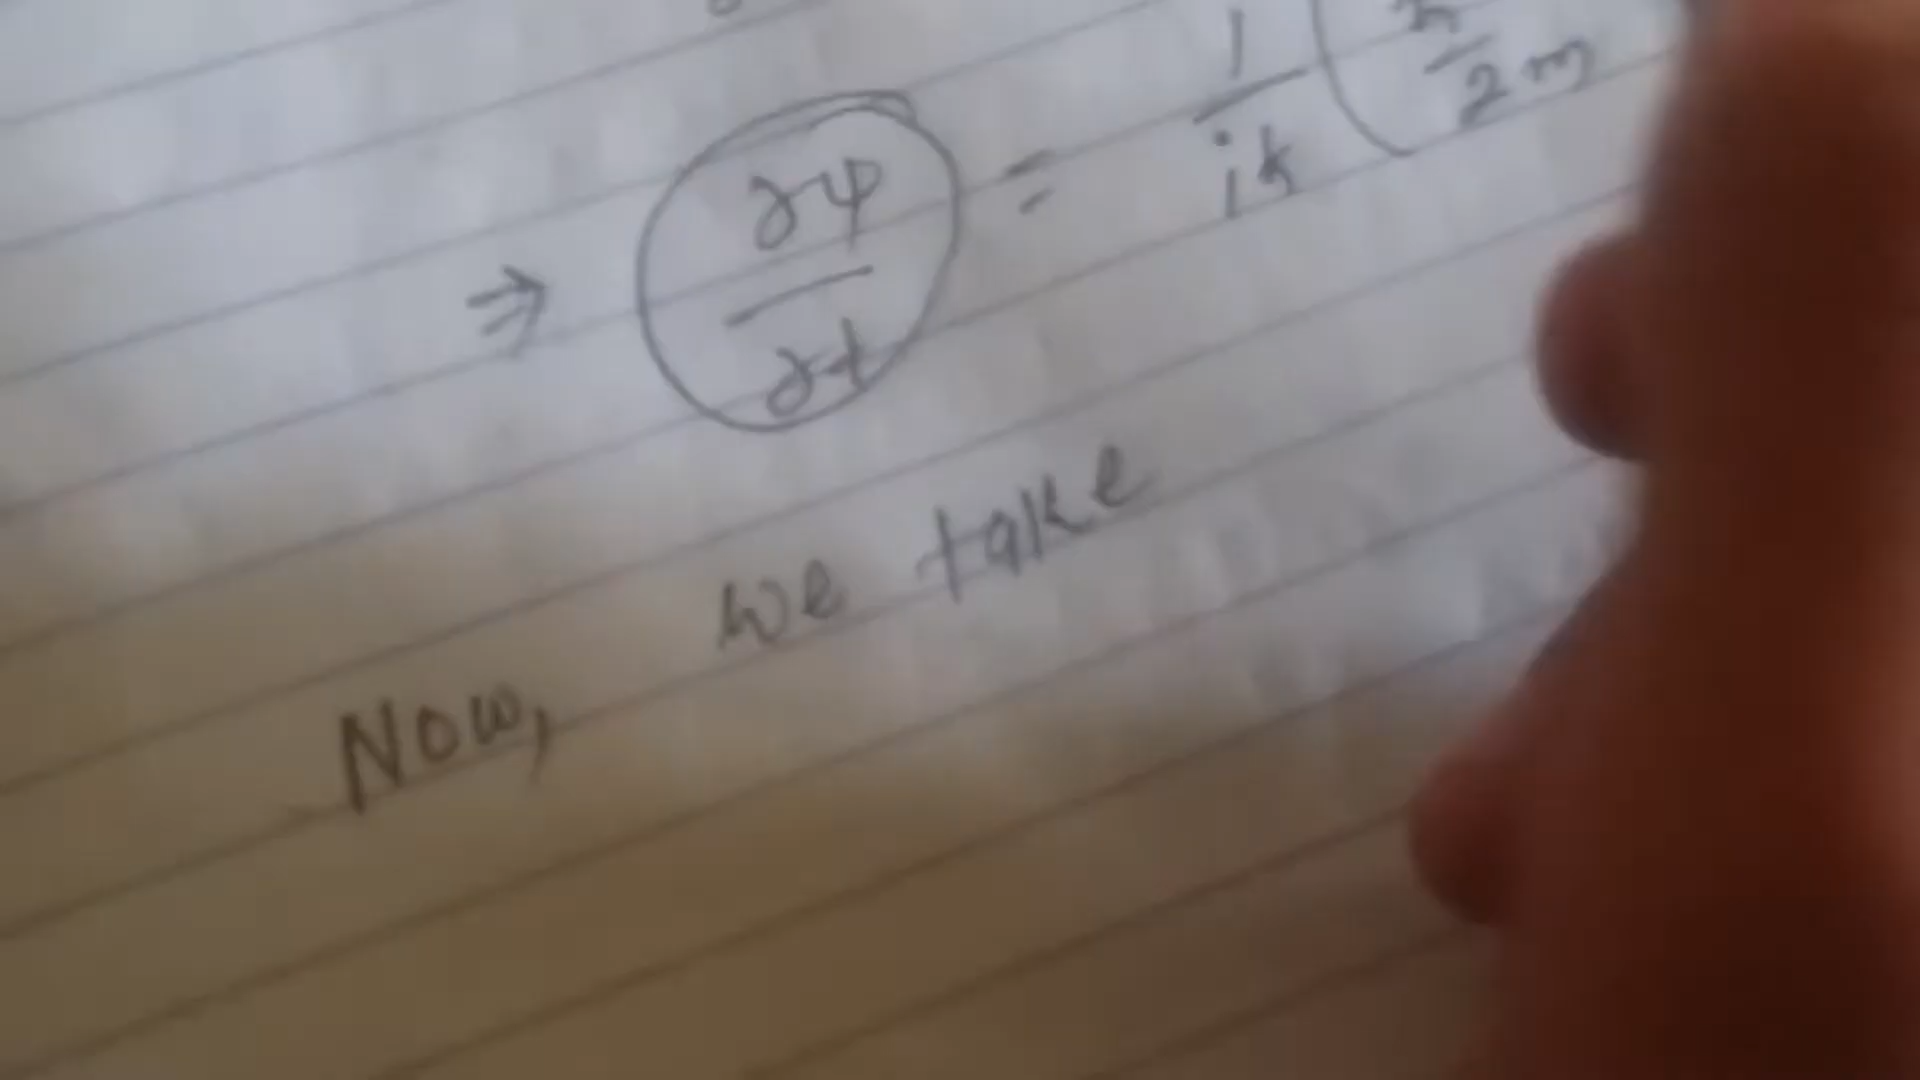 ⇒ ∂ψ/∂t = 1/iℏ ( ℏ/2m
Now, we take